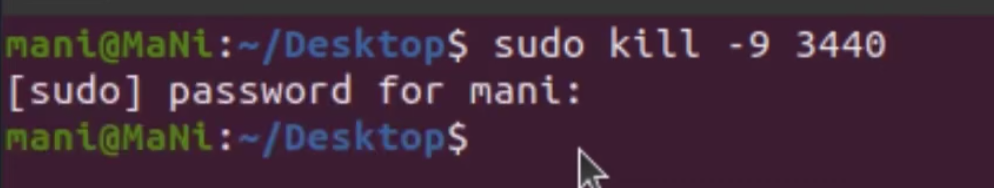 mani@MaNi:~/Desktop$ sudo kill -9 3440
[sudo] password for mani:
mani@MaNi:~/Desktop$